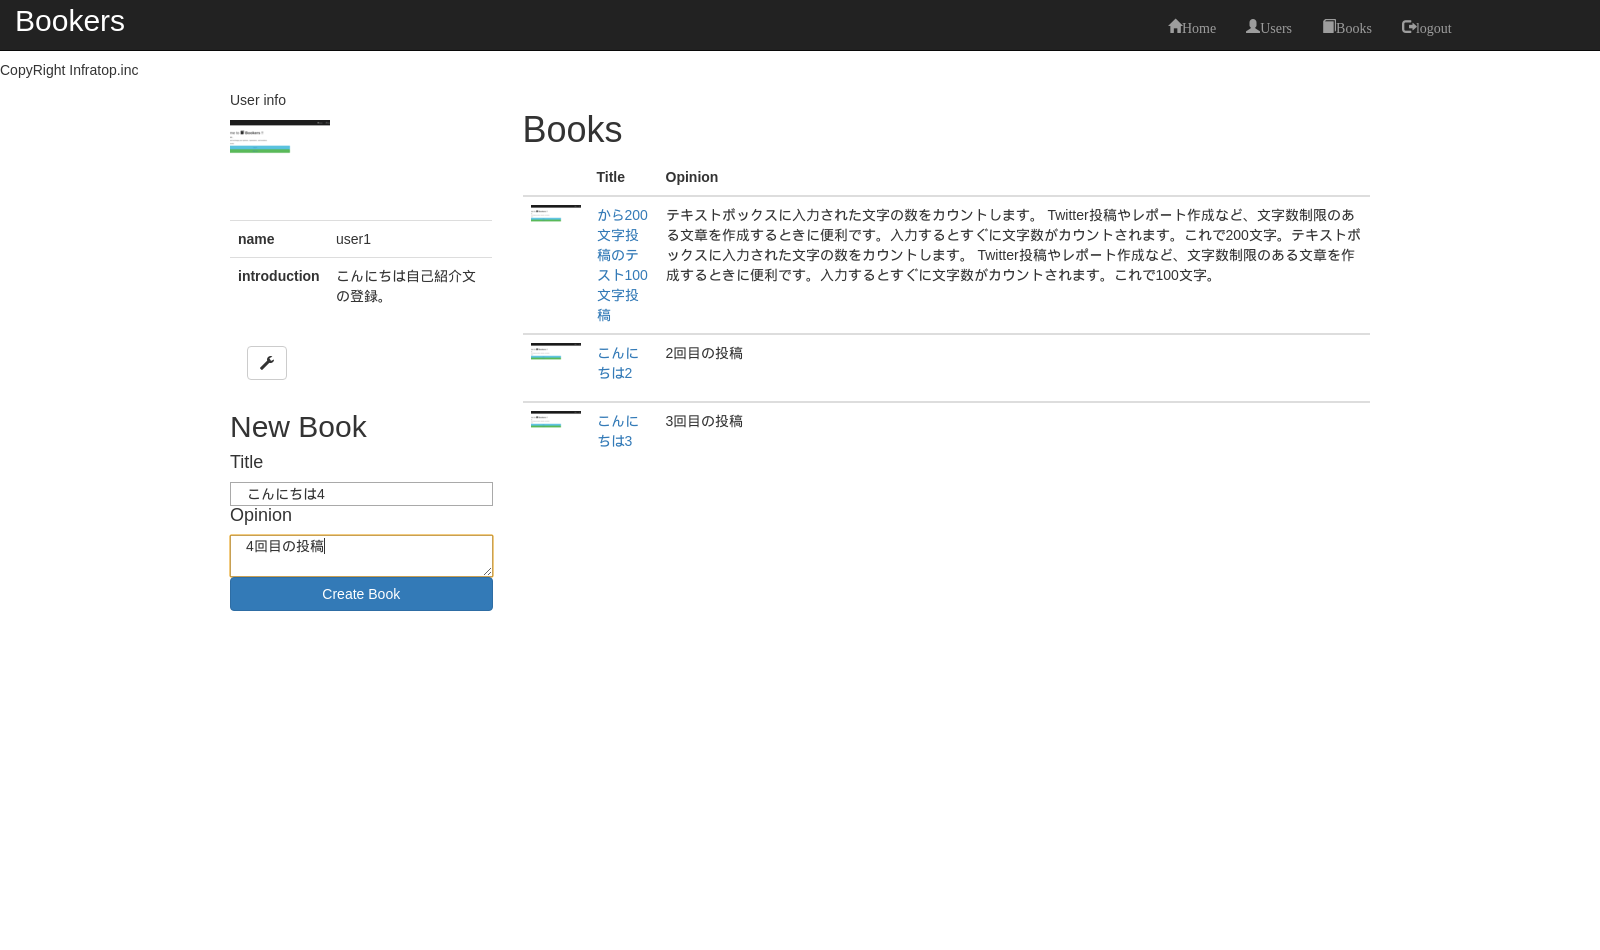 Bookers
Home Users Books logout
CopyRight Infratop.inc
User info
name user1
introduction こんにちは自己紹介文
の登録。
New Book
Title
こんにちは4
Opinion
4回目の投稿
Create Book
Books
Title Opinion
から200
文字投
稿のテ
スト100
文字投
稿
テキストボックスに入力された文字の数をカウントします。 Twitter投稿やレポート作成など、文字数制限のあ
る文章を作成するときに便利です。入力するとすぐに文字数がカウントされます。これで200文字。テキストボ
ックスに入力された文字の数をカウントします。 Twitter投稿やレポート作成など、文字数制限のある文章を作
成するときに便利です。入力するとすぐに文字数がカウントされます。これで100文字。
こんに
ちは2
2回目の投稿
こんに
ちは3
3回目の投稿